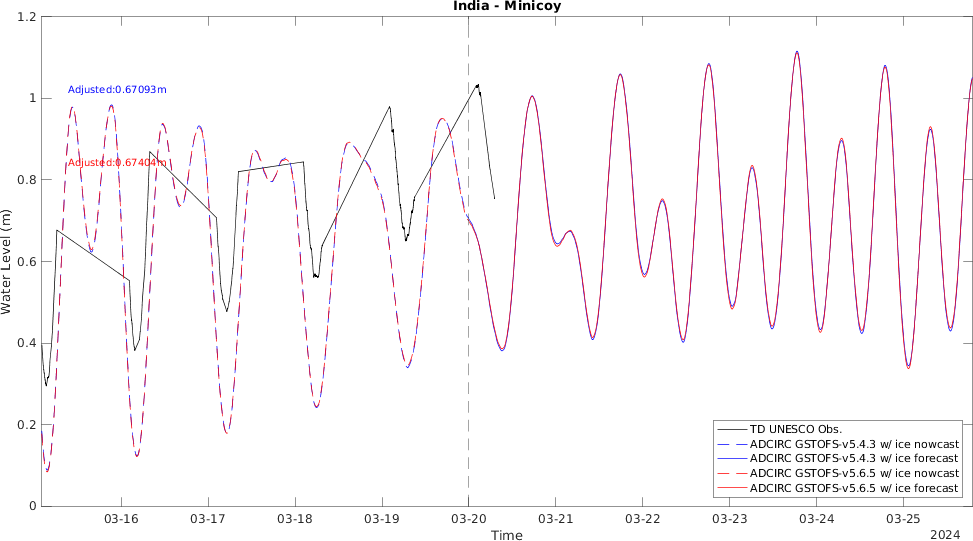 India - Minicoy
1.2
1
0.8
0.6
0.4
0.2
0
Water Level (m)
Adjusted:0.67093m
Adjusted:0.67404m
TD UNESCO Obs.
ADCIRC GSTOFS-v5.4.3 w/ ice nowcast
ADCIRC GSTOFS-v5.4.3 w/ ice forecast
ADCIRC GSTOFS-v5.6.5 w/ ice nowcast
ADCIRC GSTOFS-v5.6.5 w/ ice forecast
03-16 03-17 03-18 03-19 03-20 03-21 03-22 03-23 03-24 03-25
Time
2024